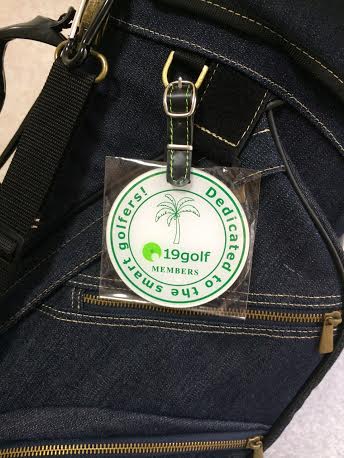 Dedicated to the smart golfers!
19golf
MEMBERS